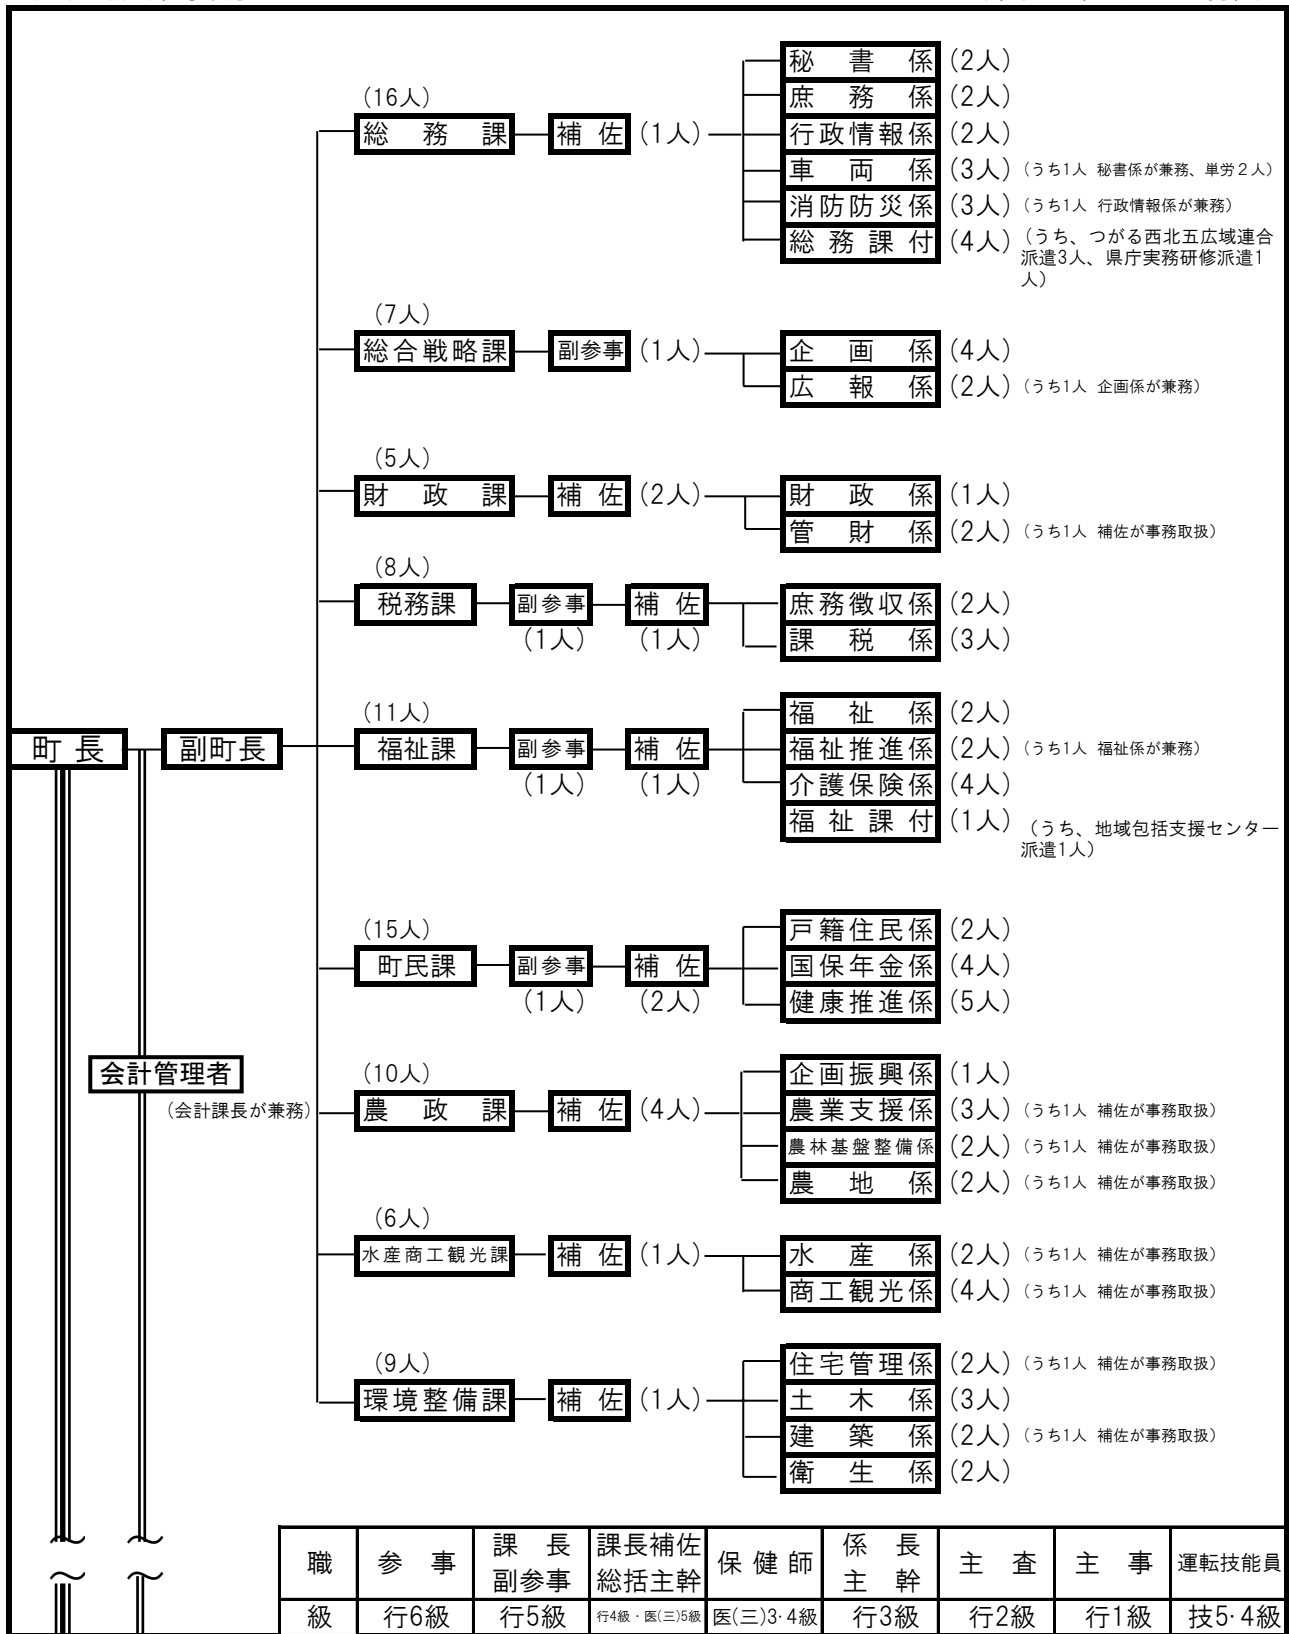 秘書係 (2人)
(16人)
庶務係 (2人)
総務課 補佐 (1人) 行政情報係 (2人)
車両係 (3人) (うち1人 秘書係が兼務、単労2人)
消防防災係 (3人) (うち1人 行政情報係が兼務)
総務課付 (4人) (うち、つがる西北五広域連合
派遣3人、県庁実務研修派遣1
人)
(7人)
総合戦略課 副参事 (1人) 企画係 (4人)
広報係 (2人) (うち1人 企画係が兼務)
(5人)
財政課 補佐 (2人) 財政係 (1人)
管財係 (2人) (うち1人 補佐が事務取扱)
(8人)
税務課 副参事 補佐 庶務徴収係 (2人)
(1人) (1人) 課税係 (3人)
(11人) 福祉係 (2人)
町長 副町長 福祉課 副参事 補佐 福祉推進係 (2人) (うち1人 福祉係が兼務)
(1人) (1人) 介護保険係 (4人)
福祉課付 (1人) (うち、地域包括支援センター
派遣1人)
(15人) 戸籍住民係 (2人)
町民課 副参事 補佐 国保年金係 (4人)
(1人) (2人) 健康推進係 (5人)
会計管理者 (10人) 企画振興係 (1人)
(会計課長が兼務) 農政課 補佐 (4人) 農業支援係 (3人) (うち1人 補佐が事務取扱)
農林基盤整備係 (2人) (うち1人 補佐が事務取扱)
農地係 (2人) (うち1人 補佐が事務取扱)
(6人)
水産商工観光課 補佐 (1人) 水産係 (2人) (うち1人 補佐が事務取扱)
商工観光係 (4人) (うち1人 補佐が事務取扱)
(9人) 住宅管理係 (2人) (うち1人 補佐が事務取扱)
環境整備課 補佐 (1人) 土木係 (3人)
建築係 (2人) (うち1人 補佐が事務取扱)
衛生係 (2人)
職 参事 課長 副参事 課長補佐 総括主幹 保健師 係長 主幹 主査 主事 運転技能員
級 行6級 行5級 行4級・医(三)5級 医(三)3・4級 行3級 行2級 行1級 技5・4級